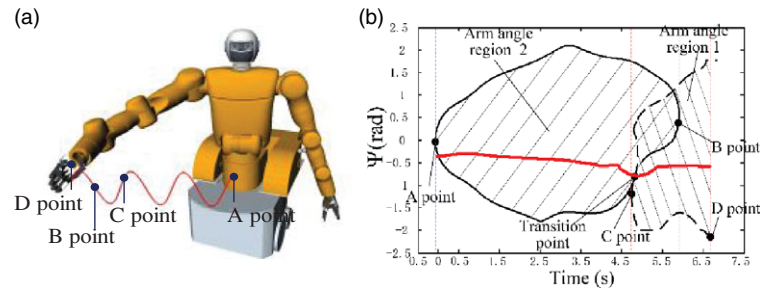 (a)
D point
B point
C point
A point
(b)
Ψ(rad)
2.5
2
1.5
1
0.5
0
-0.5
1
-1.5
-2
-2.5
Arm angle
region 2
Arm angle
region 1
A point
B point
Transition
point
C point
D point
-0.5 0 0.5 1.5 2.5 3.5 4.5 5.5 6.5 7.5
Time (s)